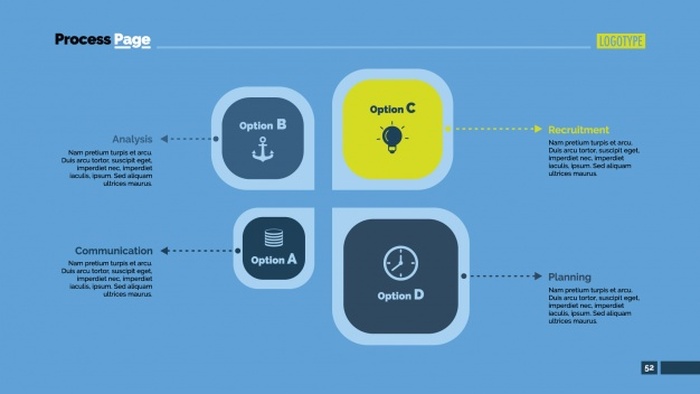 Process Page
LOGOTYPE
Option B
Option C
Analysis
Nam pretium turpis et arcu.
Duis arcu tortor, suscipit eget,
imperdiet nec, imperdiet
iaculis, ipsum. Sed aliquam
ultrices maurus.
Recruitment
Nam pretium turpis et arcu.
Duis arcu tortor, suscipit eget,
imperdiet nec, imperdiet
iaculis, ipsum. Sed aliquam
ultrices maurus.
Communication
Nam pretium turpis et arcu.
Duis arcu tortor, suscipit eget,
imperdiet nec, imperdiet
iaculis, ipsum. Sed aliquam
ultrices maurus.
Option A
Option D
Planning
Nam pretium turpis et arcu.
Duis arcu tortor, suscipit eget,
imperdiet nec, imperdiet
iaculis, ipsum. Sed aliquam
ultrices maurus.
52